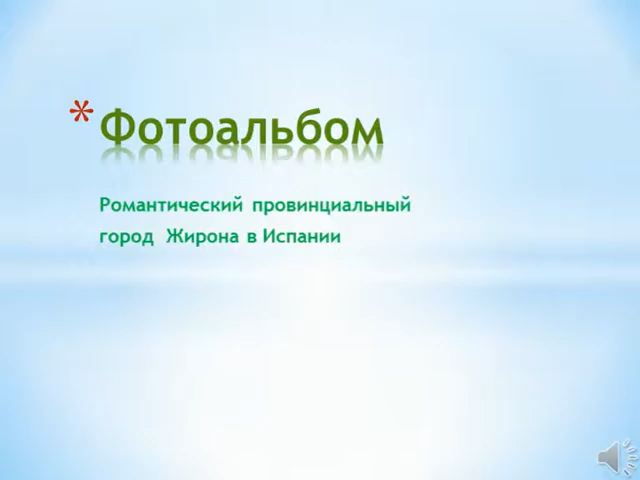 * Фотоальбом
Романтический провинциальный
город Жирона в Испании